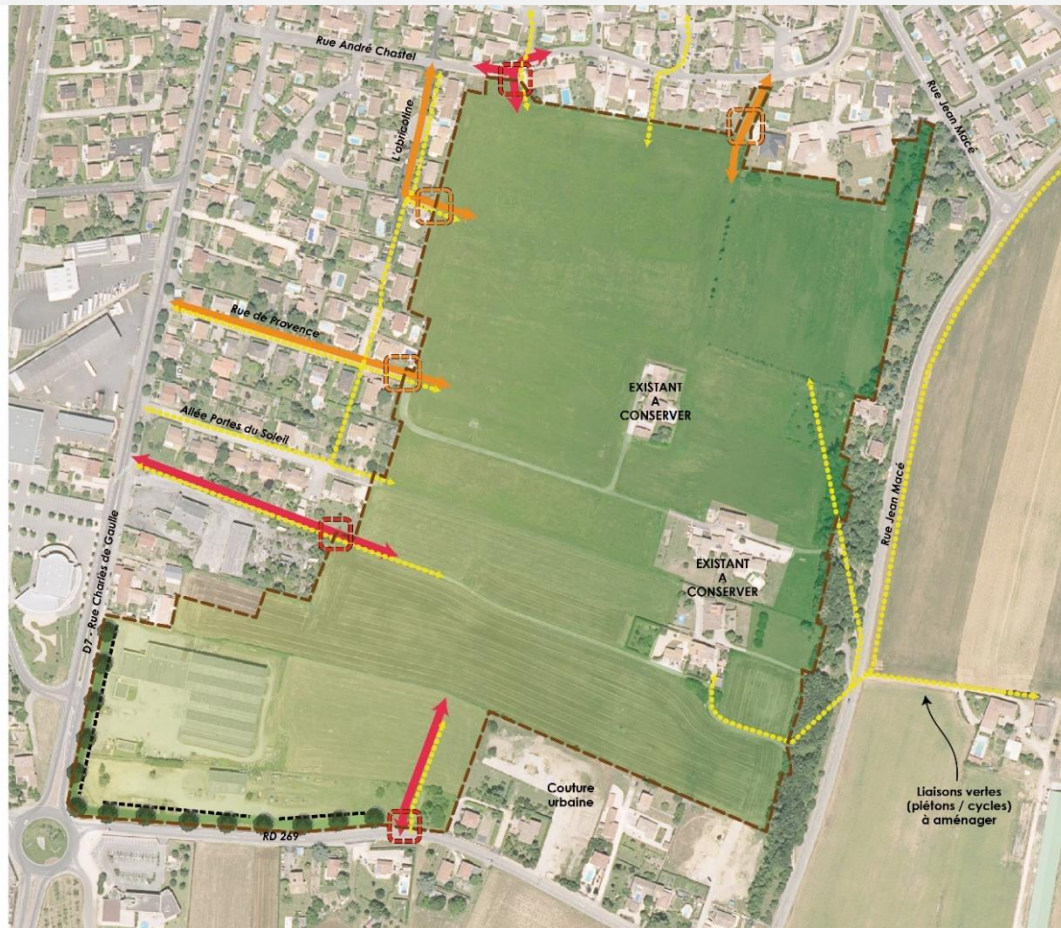 Rue André Chastel
Rue Jean Macé
L'abricotine
Rue de Provence
EXISTANT
A
CONSERVER
Allée Portes du Soleil
Rue Jean Macé
D7 - Rue Charles de Gaulle
EXISTANT
A
CONSERVER
Couture
urbaine
Liaisons vertes
(piétons / cycles)
à aménager
RD 269